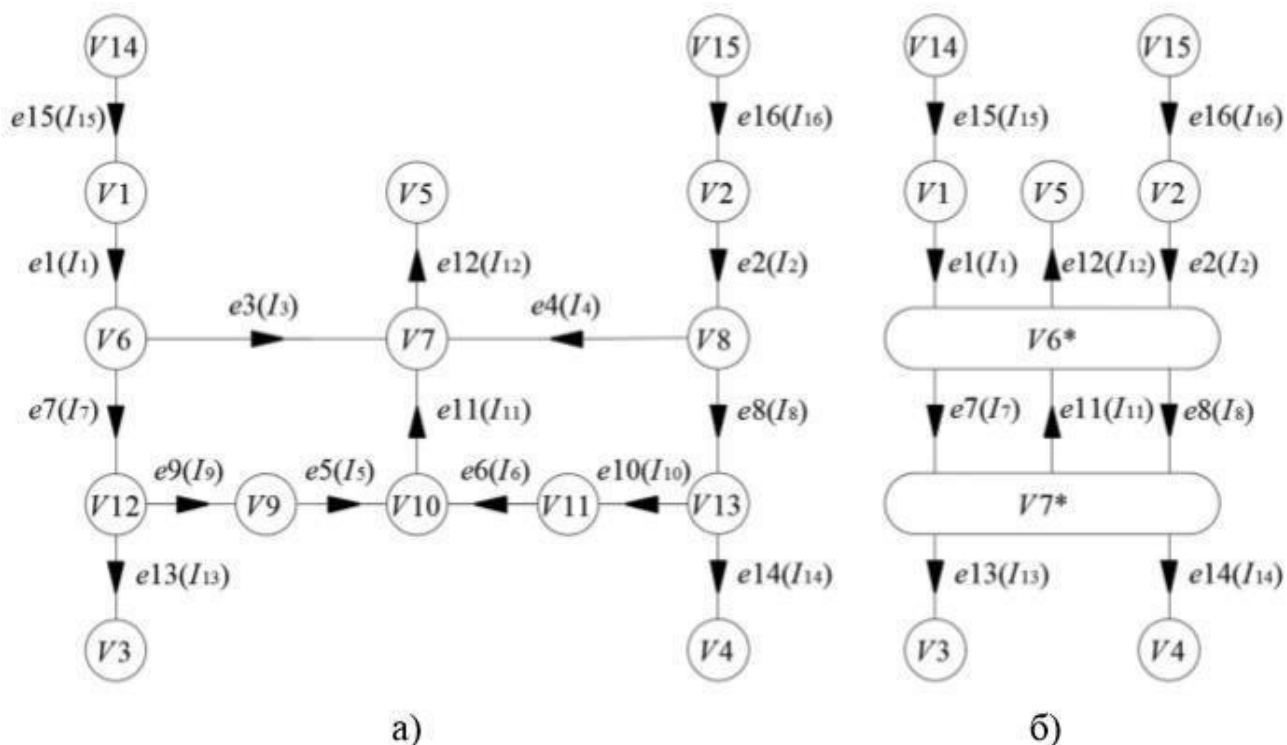 V14 V15 V14 V15
e15(I15) e16(I16) e15(I15) e16(I16)
V1 V5 V2 V1 V5 V2
e1(I1) e12(I12) e2(I2) e1(I1) e12(I12) e2(I2)
e3(I3) e4(I4)
V6 V7 V8 V6*
e7(I7) e11(I11) e8(I8) e7(I7) e11(I11) e8(I8)
e9(I9) e5(I5) e6(I6) e10(I10)
V12 V9 V10 V11 V13 V7*
e13(I13) e14(I14) e13(I13) e14(I14)
V3 V4 V3 V4
а) б)